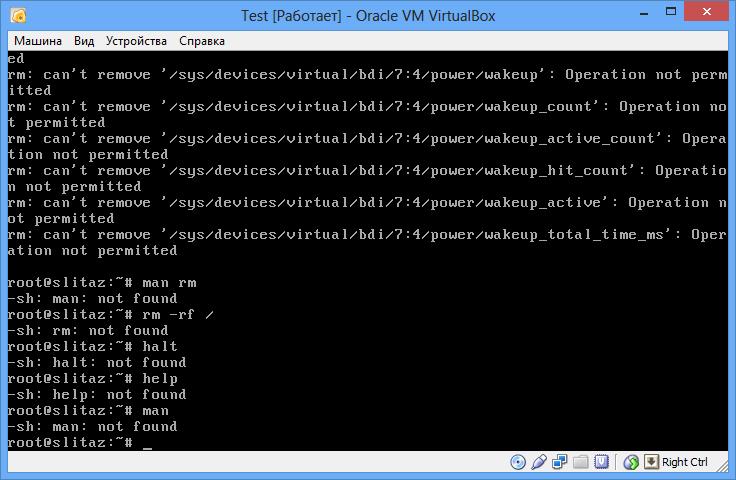 Test [Работает] - Oracle VM VirtualBox
Машина Вид Устройства Справка
ed
rm: can't remove '/sys/devices/virtual/bdi/7:4/power/wakeup': Operation not perm
itted
rm: can't remove '/sys/devices/virtual/bdi/7:4/power/wakeup_count': Operation no
t permitted
rm: can't remove '/sys/devices/virtual/bdi/7:4/power/wakeup_active_count': Opera
tion not permitted
rm: can't remove '/sys/devices/virtual/bdi/7:4/power/wakeup_hit_count': Operatio
n not permitted
rm: can't remove '/sys/devices/virtual/bdi/7:4/power/wakeup_active': Operation n
ot permitted
rm: can't remove '/sys/devices/virtual/bdi/7:4/power/wakeup_total_time_ms': Oper
ation not permitted
root@slitaz:~# man rm
-sh: man: not found
root@slitaz:~# rm -rf /
-sh: rm: not found
root@slitaz:~# halt
-sh: halt: not found
root@slitaz:~# help
-sh: help: not found
root@slitaz:~# man
-sh: man: not found
root@slitaz:~# _
Right Ctrl